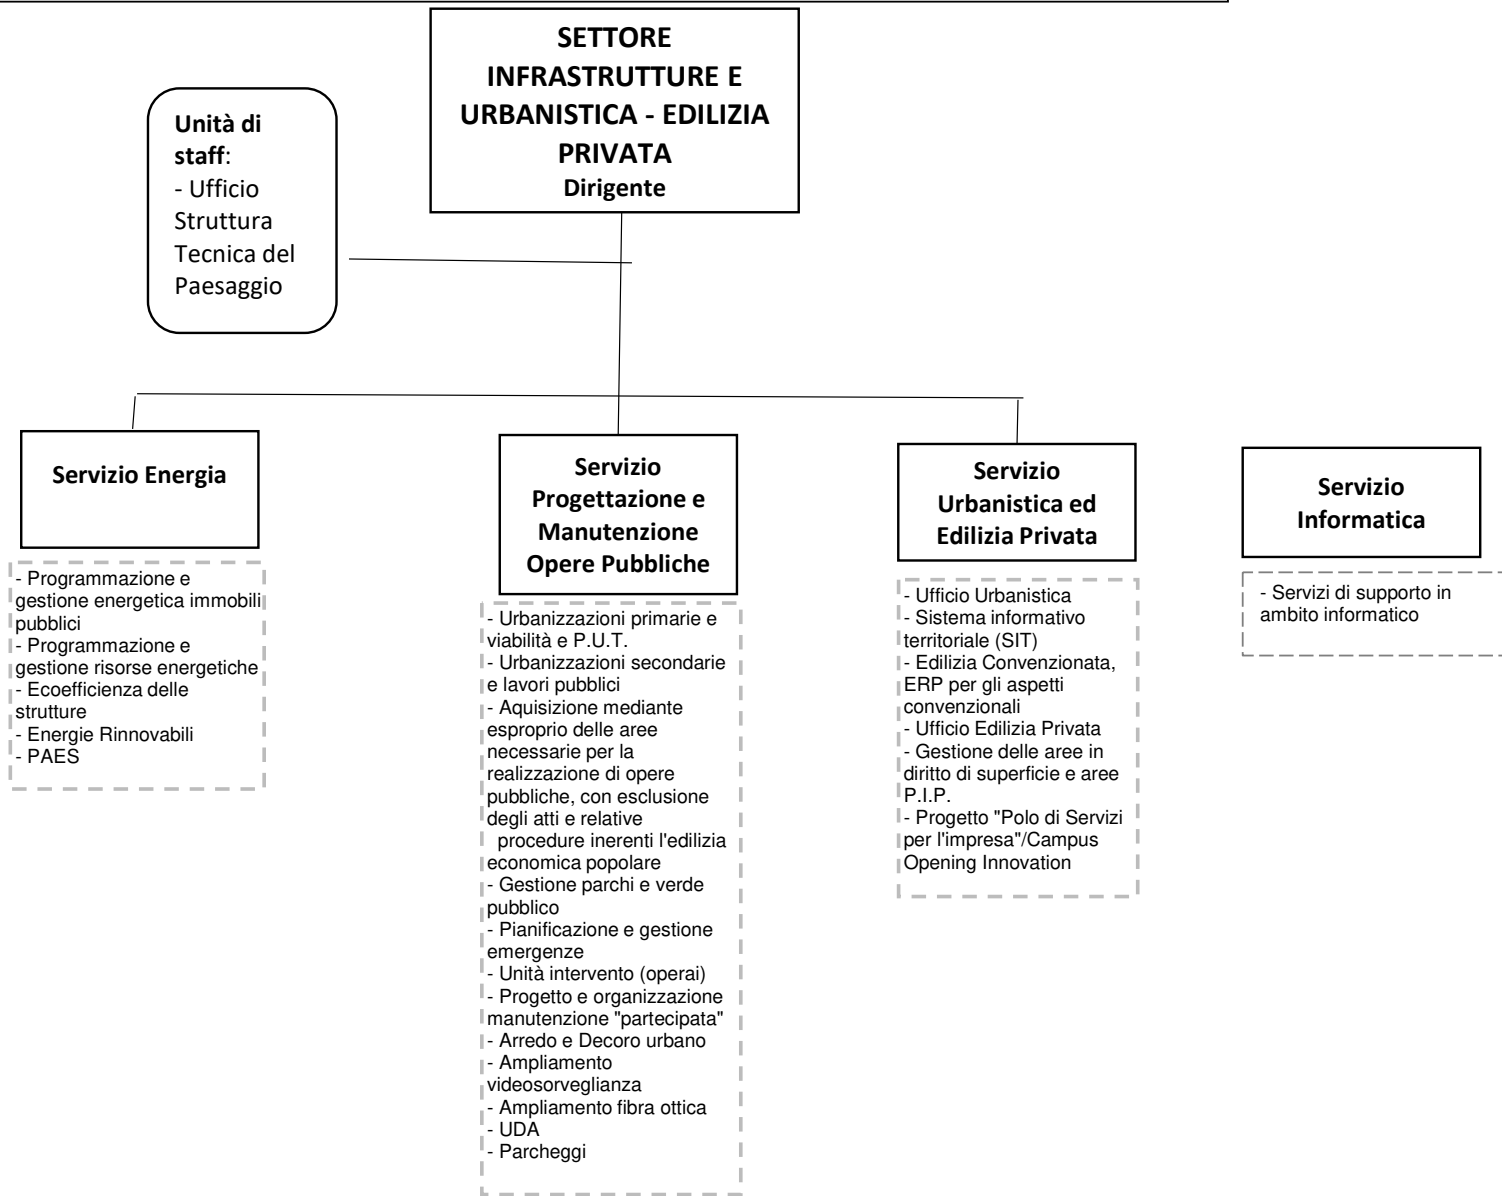 SETTORE
INFRASTRUTTURE E
URBANISTICA - EDILIZIA
PRIVATA
Dirigente
Unità di
staff:
- Ufficio
Struttura
Tecnica del
Paesaggio
Servizio Energia
- Programmazione e
gestione energetica immobili
pubblici
- Programmazione e
gestione risorse energetiche
- Ecoefficienza delle
strutture
- Energie Rinnovabili
- PAES
Servizio
Progettazione e
Manutenzione
Opere Pubbliche
- Urbanizzazioni primarie e
viabilità e P.U.T.
- Urbanizzazioni secondarie
e lavori pubblici
- Aquisizione mediante
esproprio delle aree
necessarie per la
realizzazione di opere
pubbliche, con esclusione
degli atti e relative
procedure inerenti l'edilizia
economica popolare
- Gestione parchi e verde
pubblico
- Pianificazione e gestione
emergenze
- Unità intervento (operai)
- Progetto e organizzazione
manutenzione "partecipata"
- Arredo e Decoro urbano
- Ampliamento
videosorveglianza
- Ampliamento fibra ottica
- UDA
- Parcheggi
Servizio
Urbanistica ed
Edilizia Privata
- Ufficio Urbanistica
- Sistema informativo
territoriale (SIT)
- Edilizia Convenzionata,
ERP per gli aspetti
convenzionali
- Ufficio Edilizia Privata
- Gestione delle aree in
diritto di superficie e aree
P.I.P.
- Progetto "Polo di Servizi
per l'impresa"/Campus
Opening Innovation
Servizio
Informatica
- Servizi di supporto in
ambito informatico